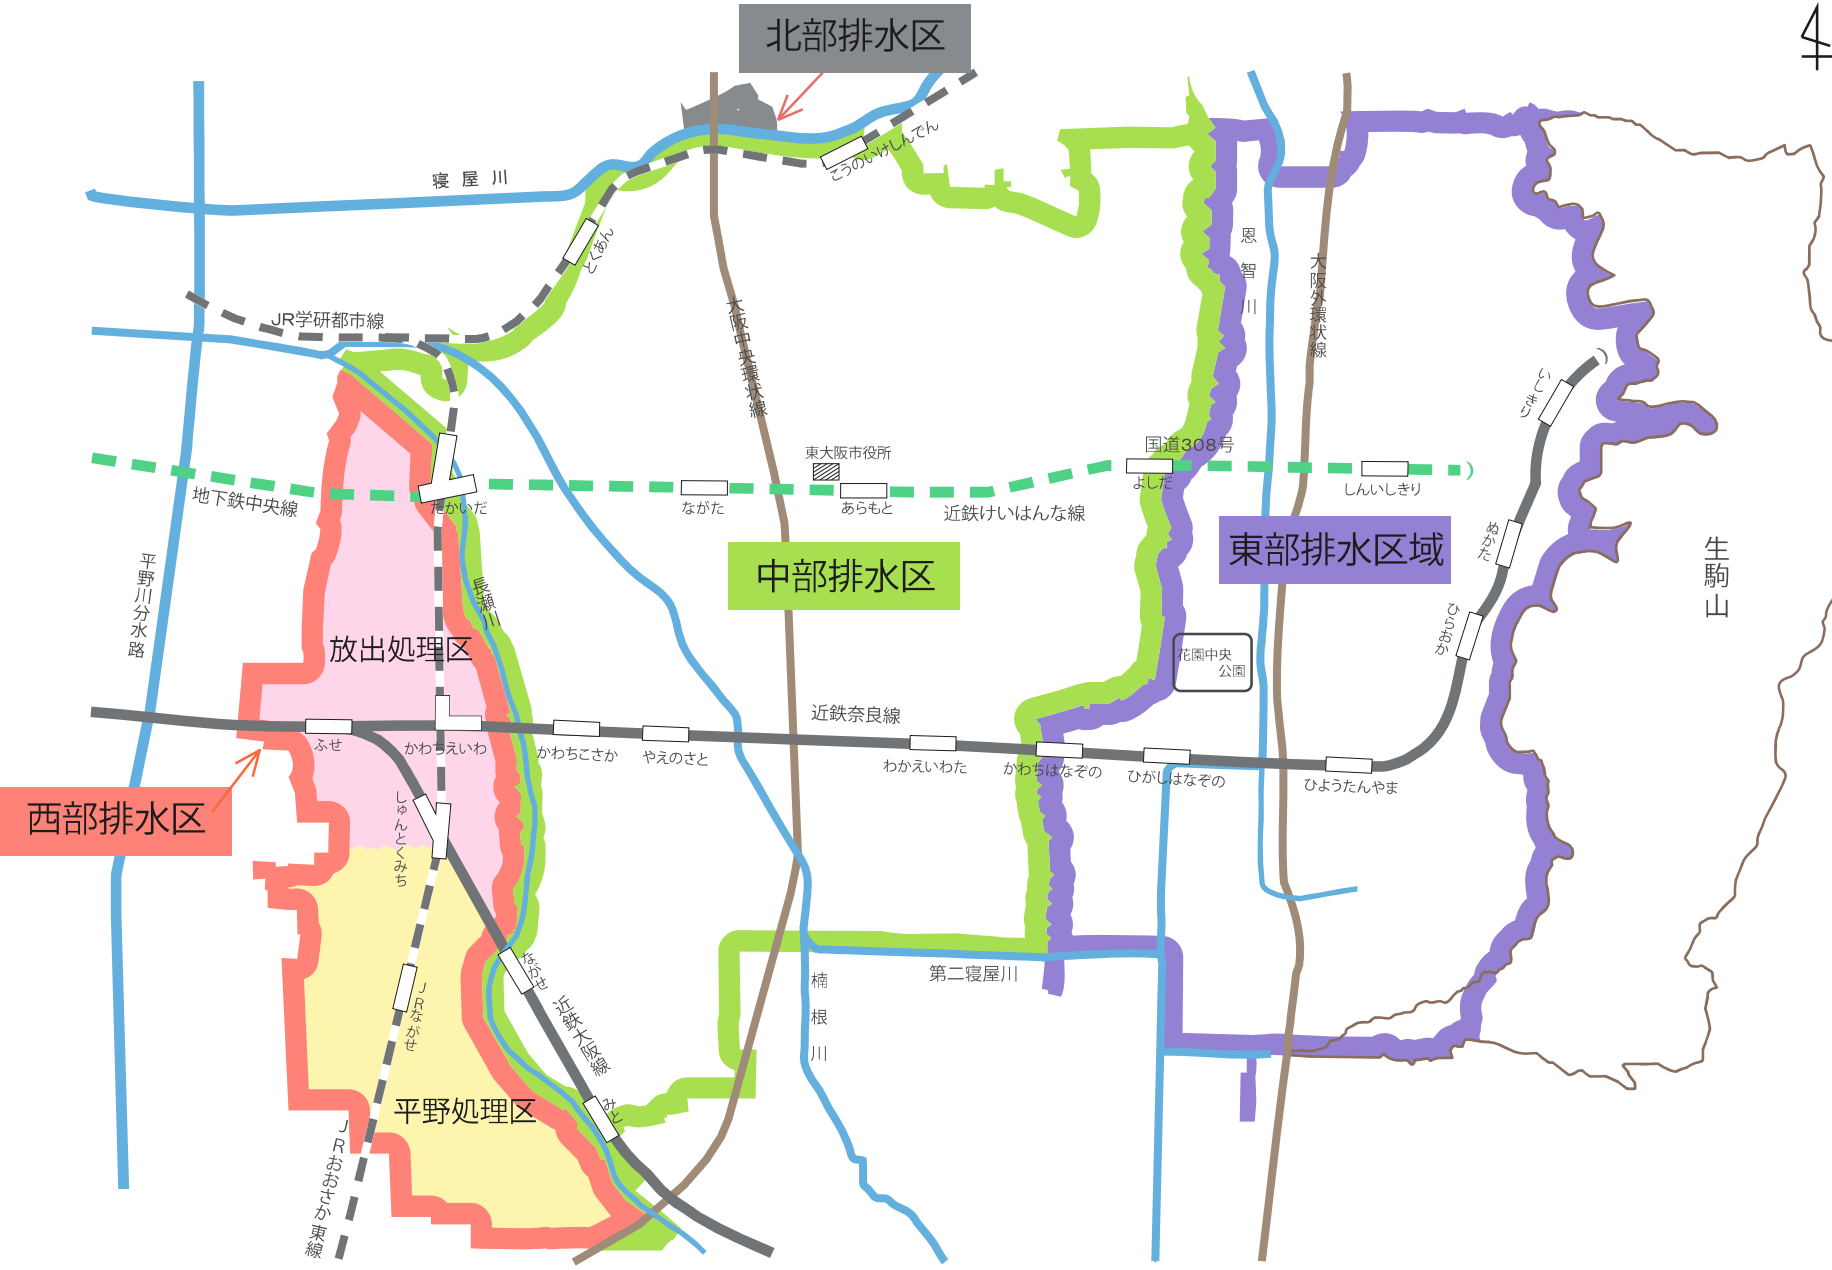 北部排水区
こうのいけしんでん
寝屋川
とくあん
恩智川
大阪外環状線
JR学研都市線
大阪中央環状線
いしきり
東大阪市役所
国道308号
地下鉄中央線
たかいだ
ながた
あらもと
近鉄けいはんな線
よしだ
しんいしきり
ぬかた
平野川分水路
中部排水区
東部排水区域
生駒山
長瀬川
放出処理区
花園中央
公園
ひらおか
近鉄奈良線
ふせ
かわちえいわ
かわちこさか
やえのさと
わかえいわた
かわちはなぞの
ひがしはなぞの
ひょうたんやま
西部排水区
しゅんとくみち
ながせ
第二寝屋川
楠根川
JRながせ
近鉄大阪線
平野処理区
みと
JRおおさか東線